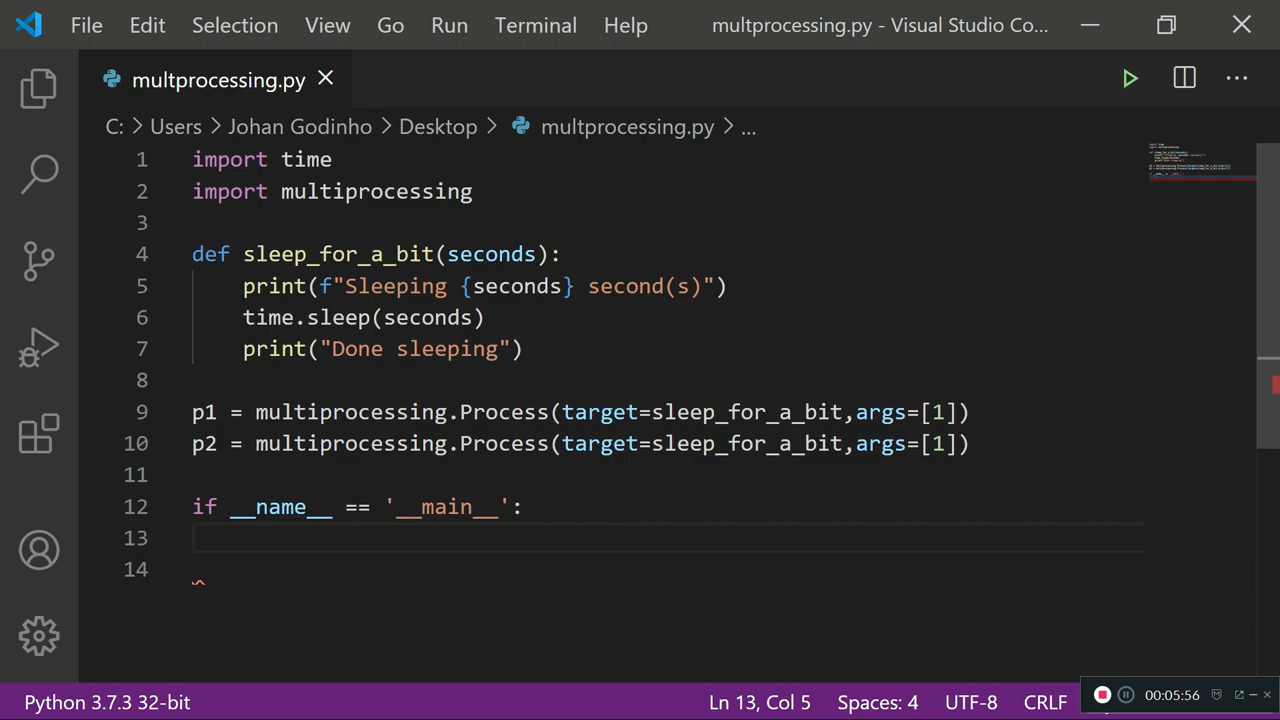 File Edit Selection View Go Run Terminal Help multprocessing.py - Visual Studio Co...
multprocessing.py
C: > Users > Johan Godinho > Desktop > multprocessing.py > ...
1 import time
2 import multiprocessing
3
4 def sleep_for_a_bit(seconds):
5     print(f"Sleeping {seconds} second(s)")
6     time.sleep(seconds)
7     print("Done sleeping")
8
9 p1 = multiprocessing.Process(target=sleep_for_a_bit,args=[1])
10 p2 = multiprocessing.Process(target=sleep_for_a_bit,args=[1])
11
12 if __name__ == '__main__':
13
14
Python 3.7.3 32-bit Ln 13, Col 5 Spaces: 4 UTF-8 CRLF 00:05:56